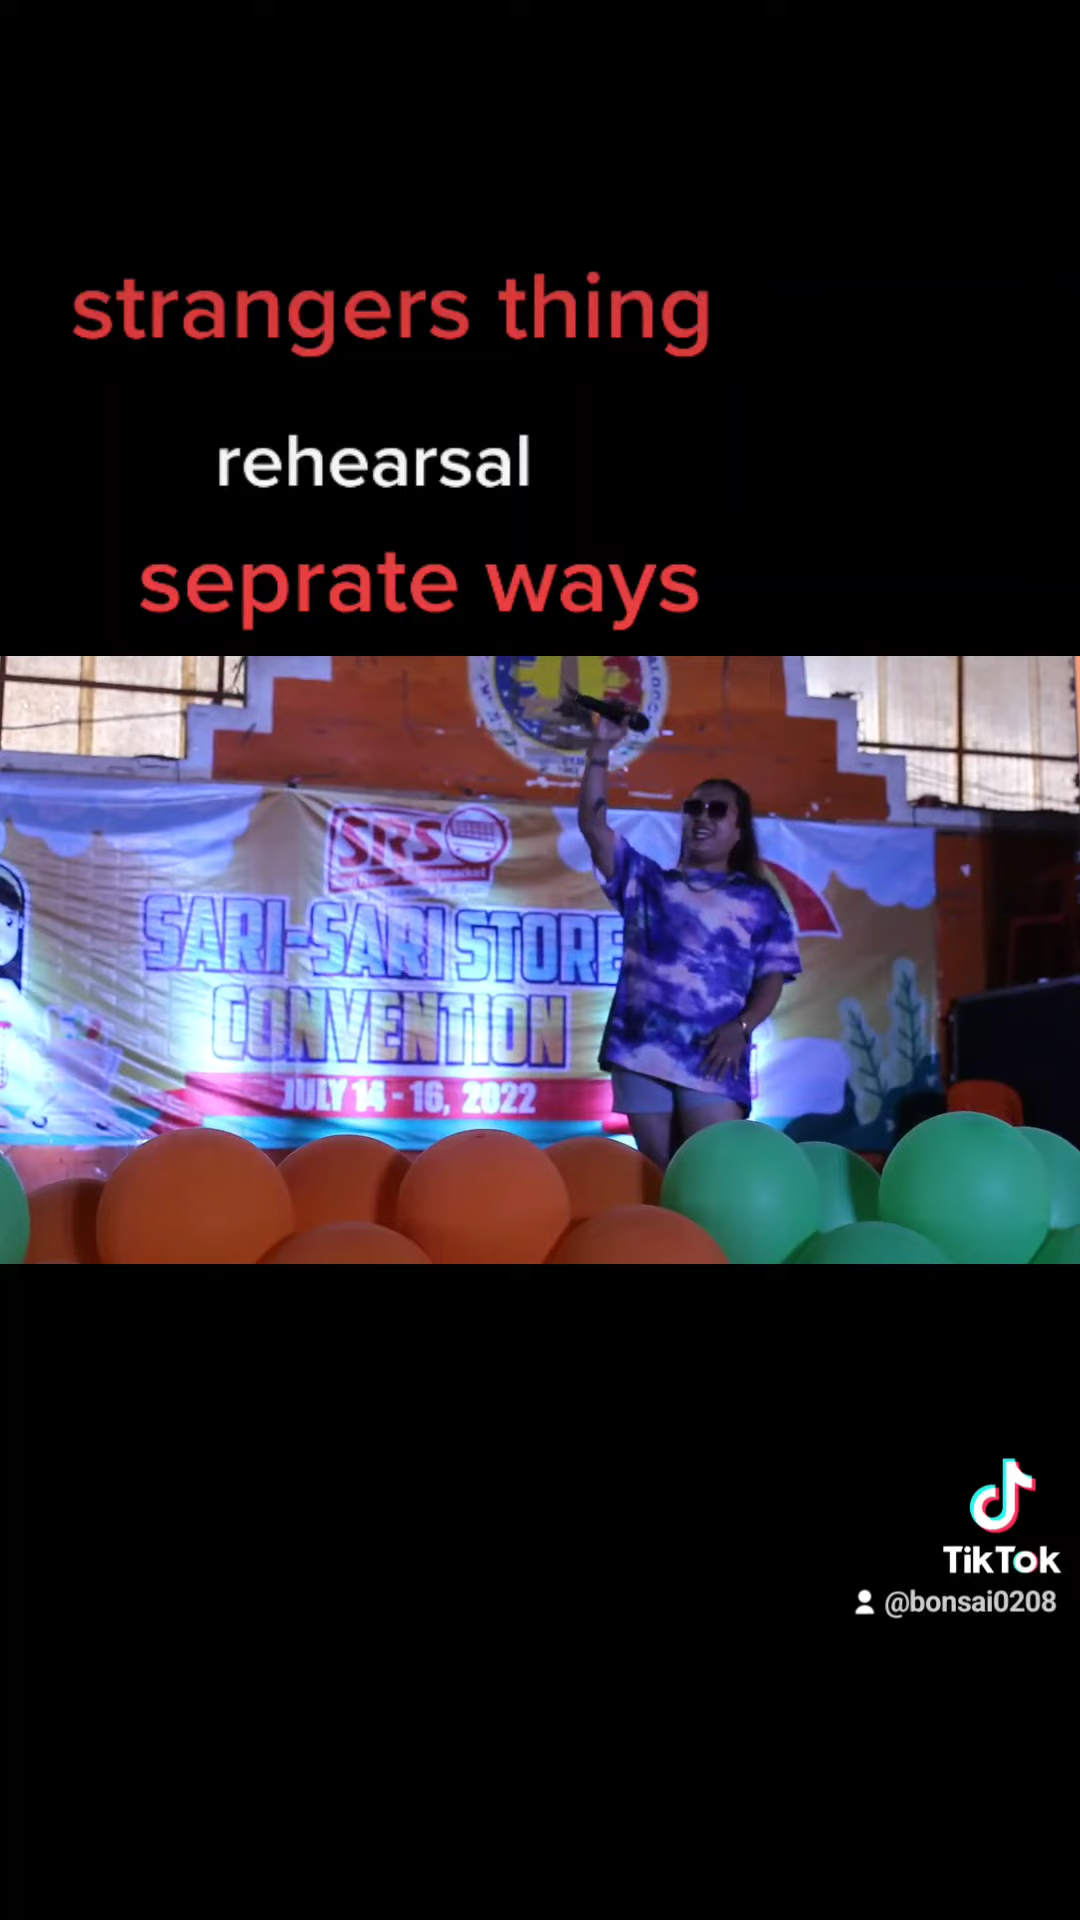 strangers thing
rehearsal
seprate ways
SRS
SARI-SARI STORE
CONVENTION
JULY 14 - 16, 2022
TikTok
@bonsai0208